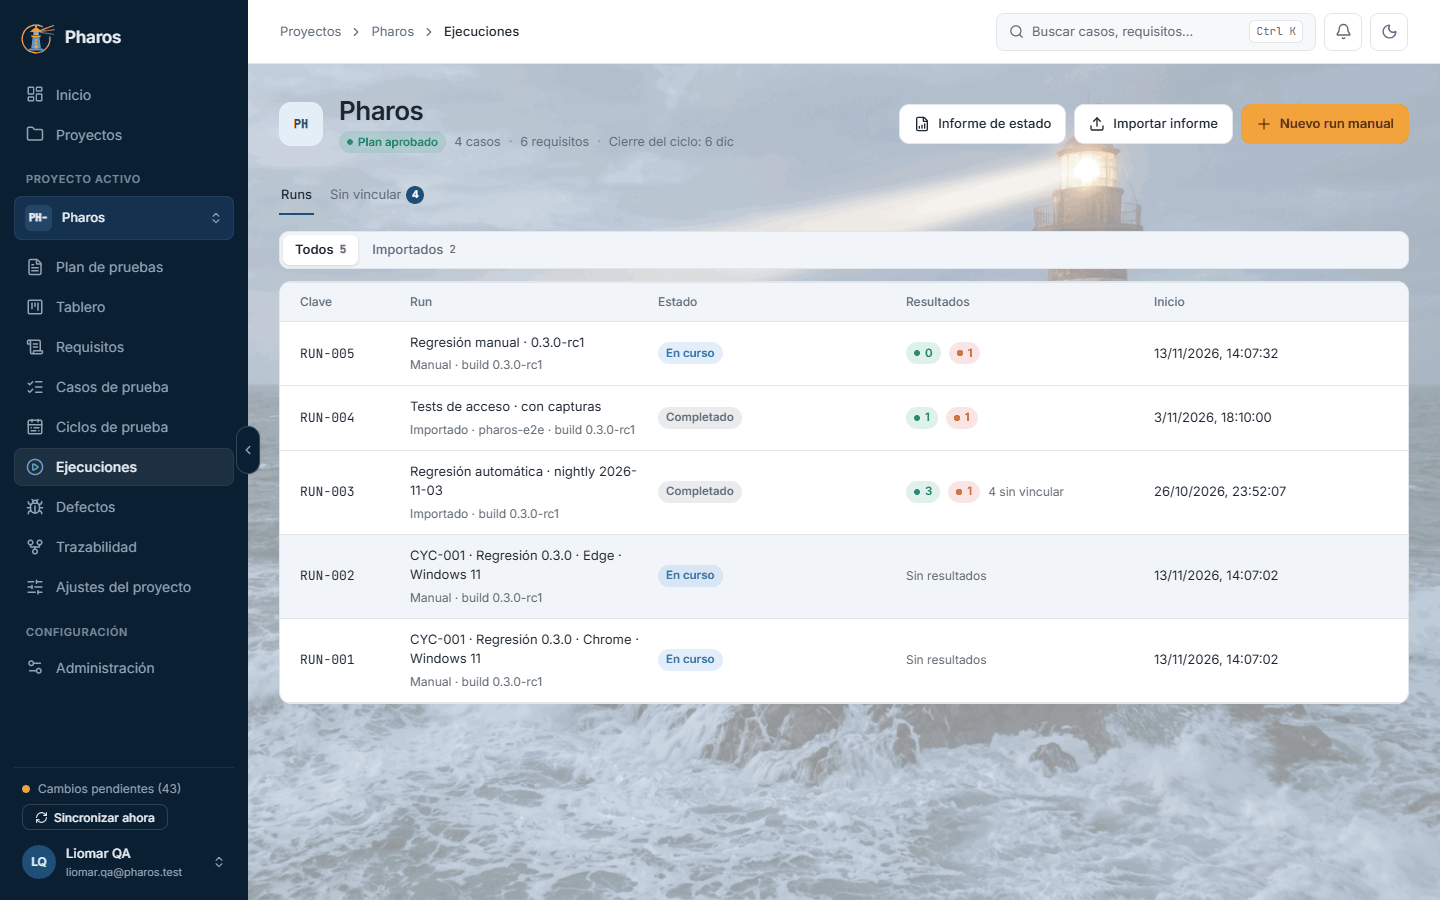 Pharos
Inicio
Proyectos
PROYECTO ACTIVO
PH- Pharos
Plan de pruebas
Tablero
Requisitos
Casos de prueba
Ciclos de prueba
Ejecuciones
Defectos
Trazabilidad
Ajustes del proyecto
CONFIGURACIÓN
Administración
Cambios pendientes (43)
Sincronizar ahora
LQ Liomar QA
liomar.qa@pharos.test
Proyectos > Pharos > Ejecuciones
Buscar casos, requisitos... Ctrl K
PH Pharos
Plan aprobado 4 casos · 6 requisitos · Cierre del ciclo: 6 dic
Informe de estado Importar informe Nuevo run manual
Runs Sin vincular 4
Todos 5 Importados 2
Clave Run Estado Resultados Inicio
RUN-005 Regresión manual · 0.3.0-rc1 En curso 0 1 13/11/2026, 14:07:32
Manual · build 0.3.0-rc1
RUN-004 Tests de acceso · con capturas Completado 1 1 3/11/2026, 18:10:00
Importado · pharos-e2e · build 0.3.0-rc1
RUN-003 Regresión automática · nightly 2026- Completado 3 1 4 sin vincular 26/10/2026, 23:52:07
11-03
Importado · build 0.3.0-rc1
RUN-002 CYC-001 · Regresión 0.3.0 · Edge · En curso Sin resultados 13/11/2026, 14:07:02
Windows 11
Manual · build 0.3.0-rc1
RUN-001 CYC-001 · Regresión 0.3.0 · Chrome · En curso Sin resultados 13/11/2026, 14:07:02
Windows 11
Manual · build 0.3.0-rc1